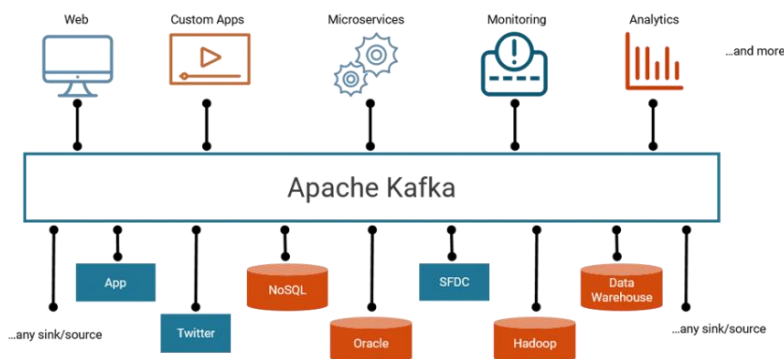 Web
Custom Apps
Microservices
Monitoring
Analytics
...and more
Apache Kafka
App
NoSQL
SFDC
Data
Warehouse
...any sink/source
Twitter
Oracle
Hadoop
...any sink/source